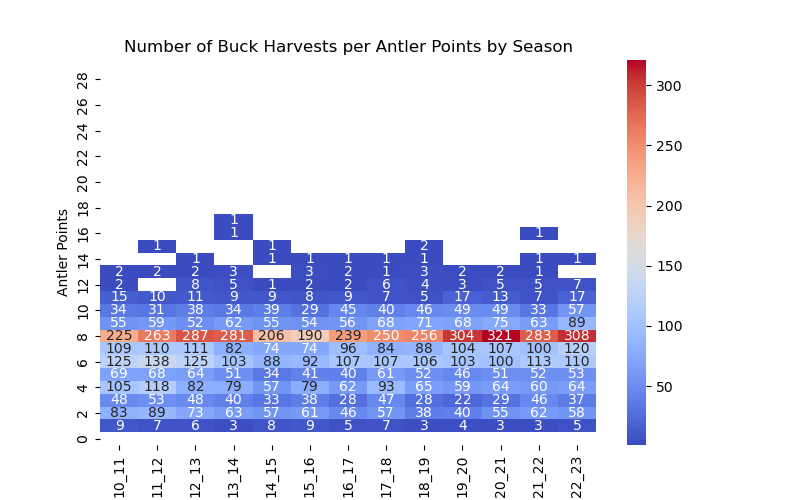 Number of Buck Harvests per Antler Points by Season
Antler Points
28
26
24
22
20
18
1
16 1 1
1 1 2
14 1 1 1 1 1 1 1 1
2 2 2 3 3 2 1 3 2 2 1
12 2 8 5 1 2 2 6 4 3 5 5 7
15 10 11 9 9 8 9 7 5 17 13 7 17
10 34 31 38 34 39 29 45 40 46 49 49 33 57
55 59 52 62 55 54 56 68 71 68 75 63 89
8 225 263 287 281 206 190 239 250 256 304 321 283 308
109 110 111 82 74 74 96 84 88 104 107 100 120
6 125 138 125 103 88 92 107 107 106 103 100 113 110
69 68 64 51 34 41 40 61 52 46 51 52 53
4 105 118 82 79 57 79 62 93 65 59 64 60 64
48 53 48 40 33 38 28 47 28 22 29 46 37
2 83 89 73 63 57 61 46 57 38 40 55 62 58
9 7 6 3 8 9 5 7 3 4 3 3 5
0
10_11 11_12 12_13 13_14 14_15 15_16 16_17 17_18 18_19 19_20 20_21 21_22 22_23
300
250
200
150
100
50